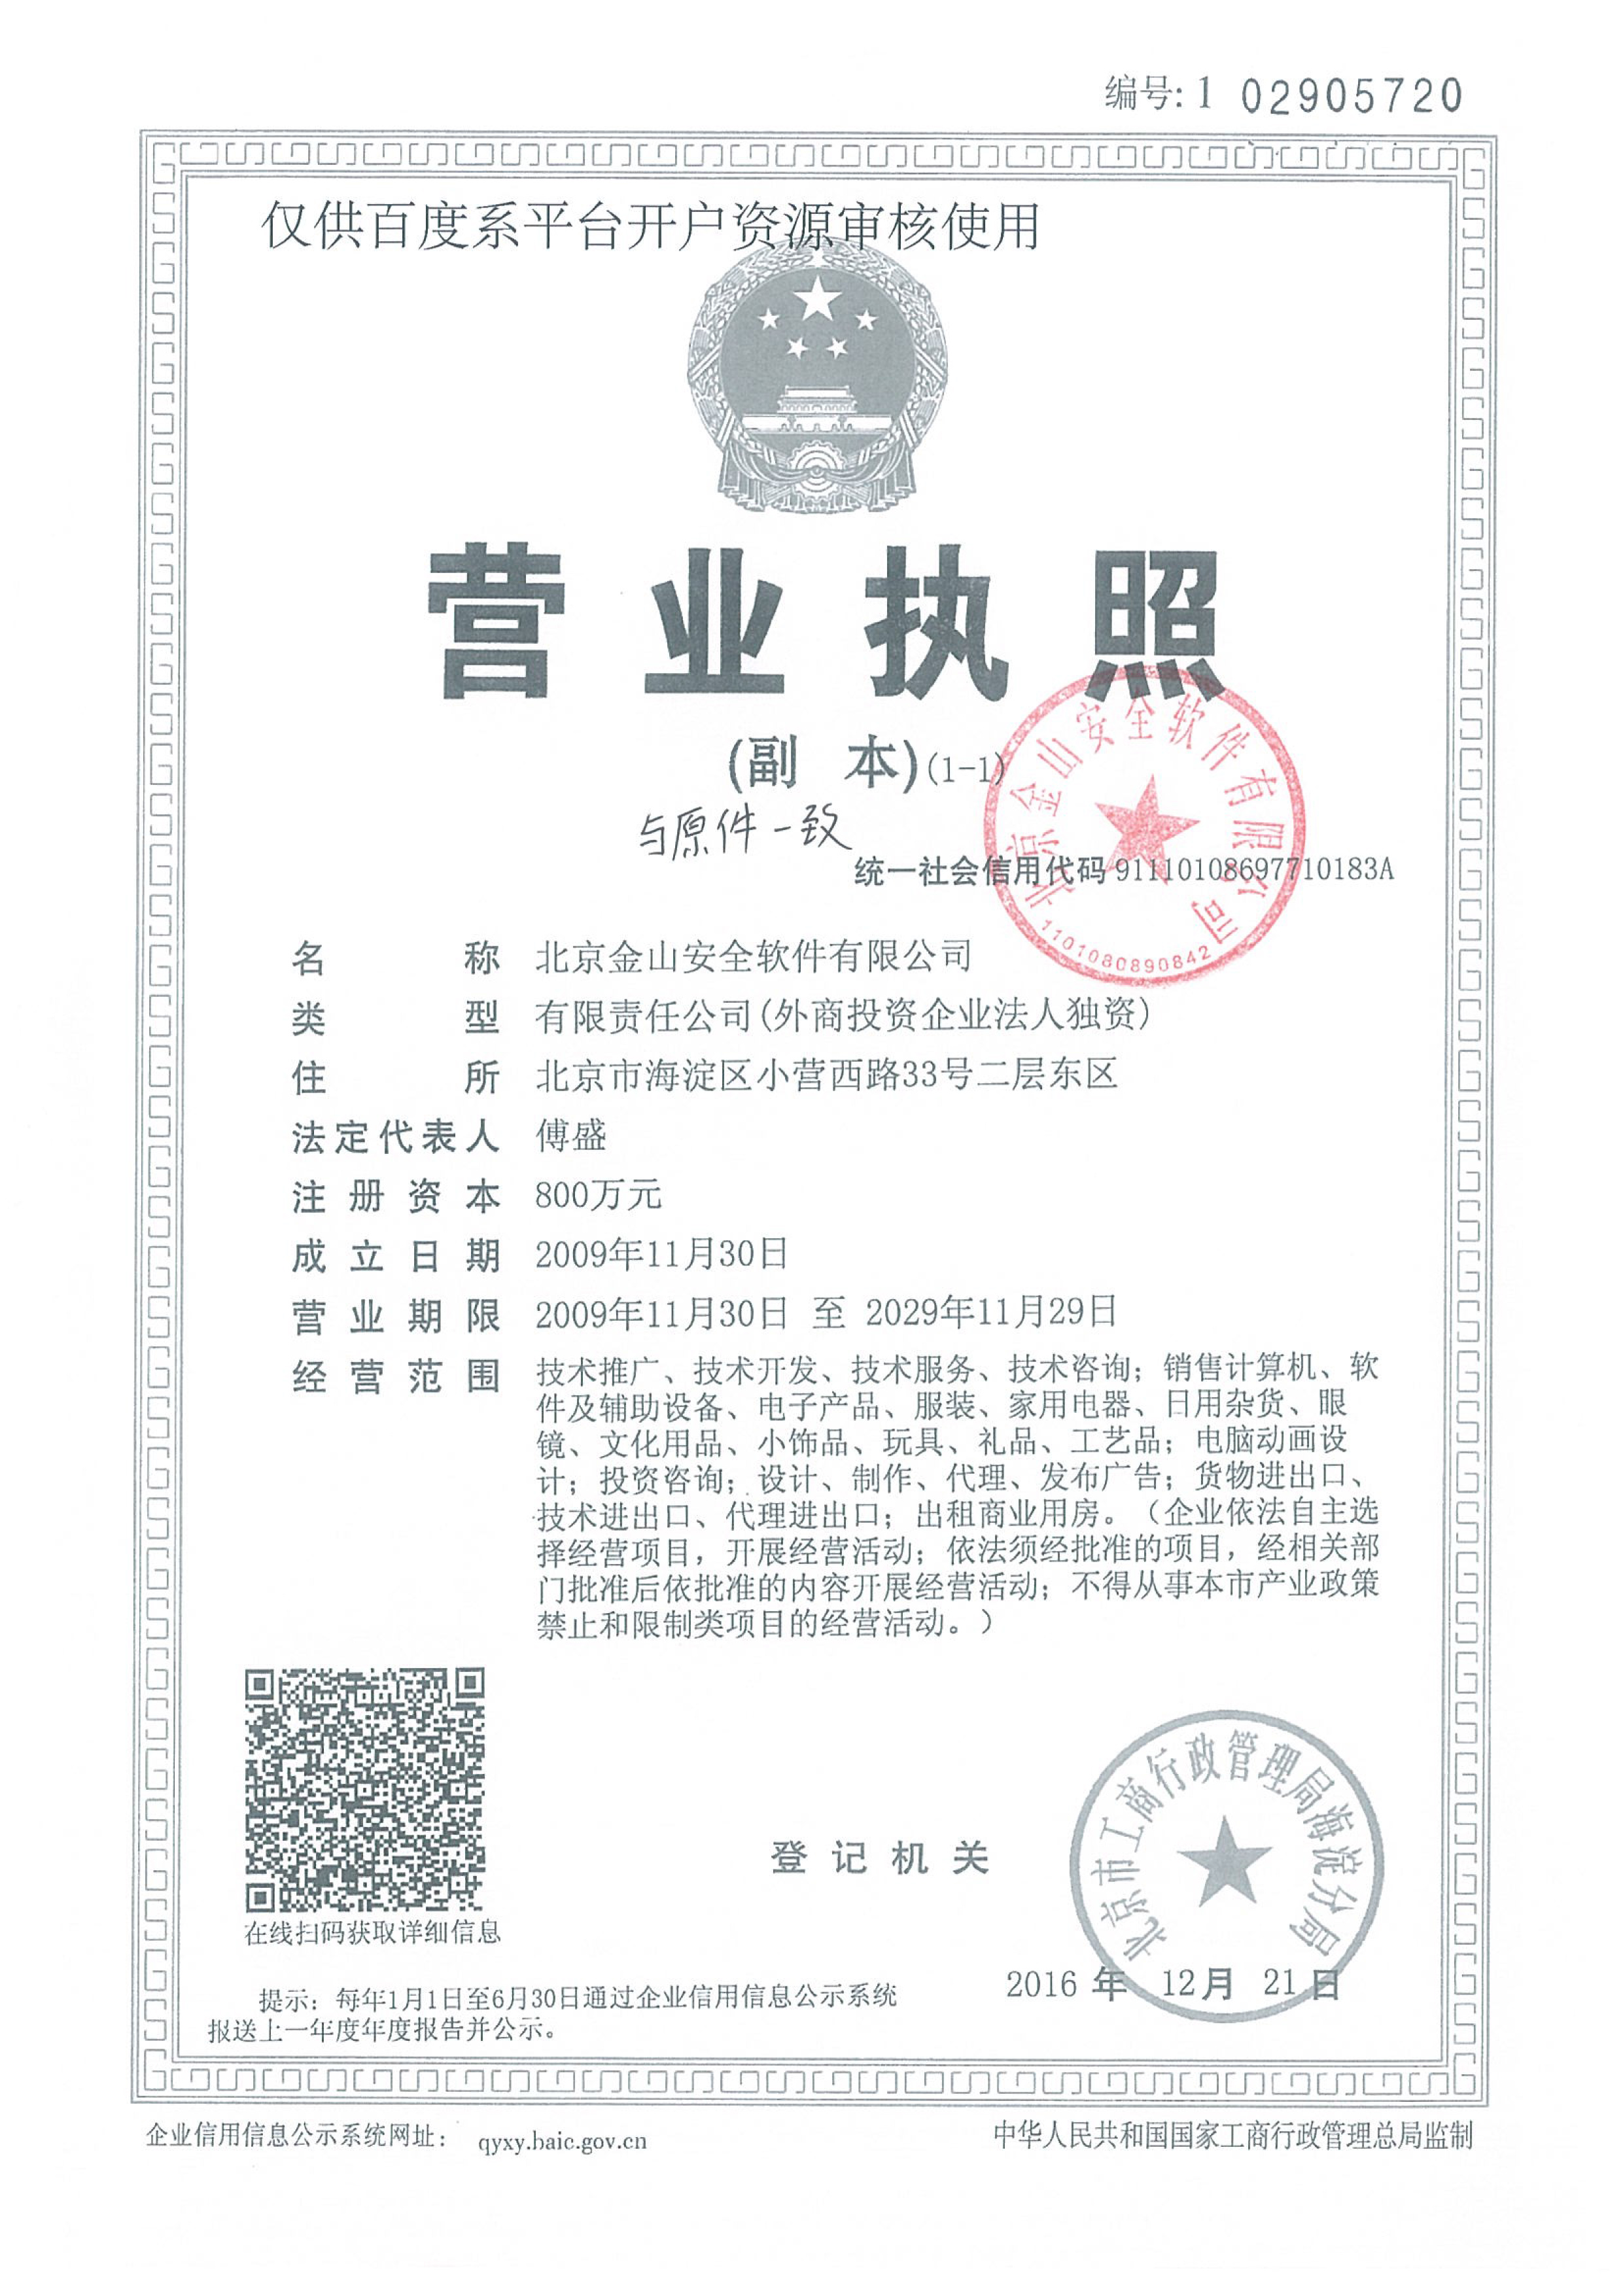 编号: 1 02905720
仅供百度系平台开户资源审核使用
营业执照
(副 本)(1-1)
与原件一致
北京金山安全软件有限公司
1101080890842
统一社会信用代码 91110108697710183A
名称 北京金山安全软件有限公司
类型 有限责任公司(外商投资企业法人独资)
住所 北京市海淀区小营西路33号二层东区
法定代表人 傅盛
注册资本 800万元
成立日期 2009年11月30日
营业期限 2009年11月30日 至 2029年11月29日
经营范围 技术推广、技术开发、技术服务、技术咨询；销售计算机、软
件及辅助设备、电子产品、服装、家用电器、日用杂货、眼
镜、文化用品、小饰品、玩具、礼品、工艺品；电脑动画设
计；投资咨询；设计、制作、代理、发布广告；货物进出口、
技术进出口、代理进出口；出租商业用房。（企业依法自主选
择经营项目，开展经营活动；依法须经批准的项目，经相关部
门批准后依批准的内容开展经营活动；不得从事本市产业政策
禁止和限制类项目的经营活动。）
在线扫码获取详细信息
登记机关
北京市工商行政管理局海淀分局
2016 年 12月 21日
提示：每年1月1日至6月30日通过企业信用信息公示系统
报送上一年度年度报告并公示。
企业信用信息公示系统网址： qyxy.baic.gov.cn
中华人民共和国国家工商行政管理总局监制